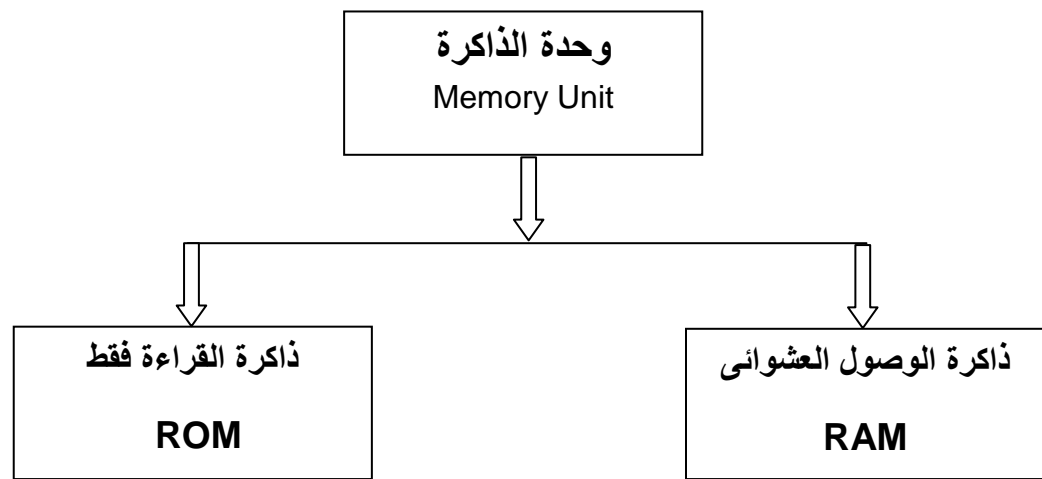 وحدة الذاكرة
Memory Unit
ذاكرة الوصول العشوائى
RAM
ذاكرة القراءة فقط
ROM